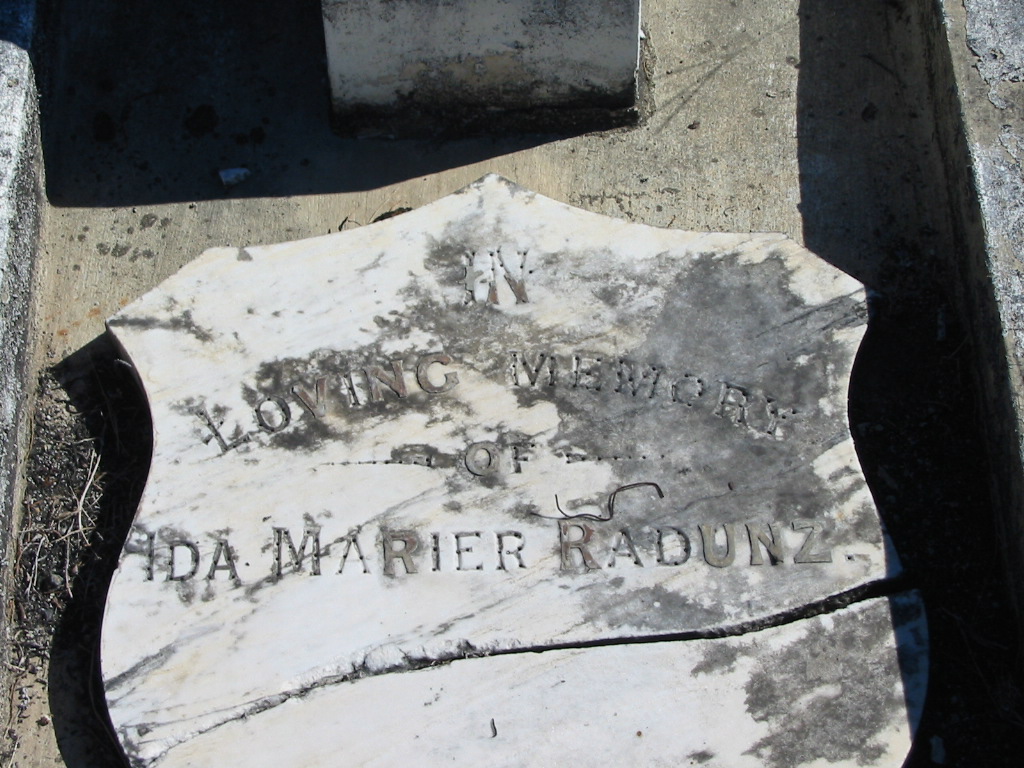 IN
LOVING MEMORY
OF
IDA MARIER RADUNZ.